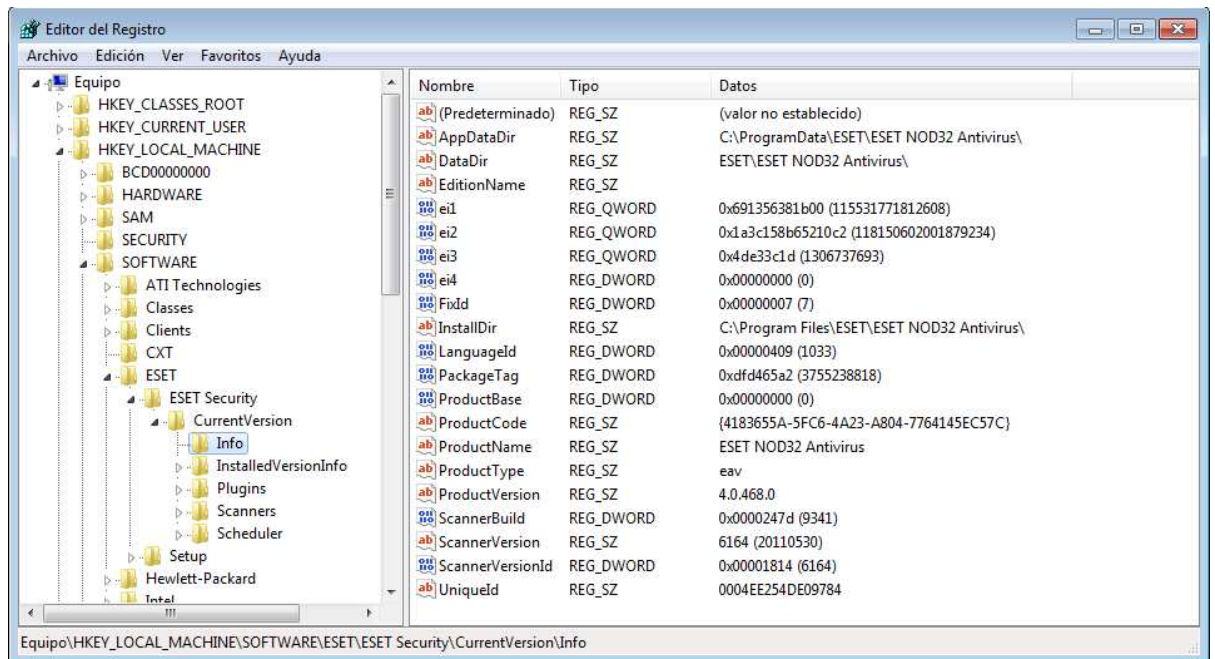 Editor del Registro
Archivo Edición Ver Favoritos Ayuda
Equipo
HKEY_CLASSES_ROOT
HKEY_CURRENT_USER
HKEY_LOCAL_MACHINE
BCD00000000
HARDWARE
SAM
SECURITY
SOFTWARE
ATI Technologies
Classes
Clients
CXT
ESET
ESET Security
CurrentVersion
Info
InstalledVersionInfo
Plugins
Scanners
Scheduler
Setup
Hewlett-Packard
Intel
Nombre Tipo Datos
(Predeterminado) REG_SZ (valor no establecido)
AppDataDir REG_SZ C:\ProgramData\ESET\ESET NOD32 Antivirus\
DataDir REG_SZ ESET\ESET NOD32 Antivirus\
EditionName REG_SZ
ei1 REG_QWORD 0x691356381b00 (115531771812608)
ei2 REG_QWORD 0x1a3c158b65210c2 (118150602001879234)
ei3 REG_QWORD 0x4de33c1d (1306737693)
ei4 REG_DWORD 0x00000000 (0)
FixId REG_DWORD 0x00000007 (7)
InstallDir REG_SZ C:\Program Files\ESET\ESET NOD32 Antivirus\
LanguageId REG_DWORD 0x00000409 (1033)
PackageTag REG_DWORD 0xdfd465a2 (3755238818)
ProductBase REG_DWORD 0x00000000 (0)
ProductCode REG_SZ {4183655A-5FC6-4A23-A804-7764145EC57C}
ProductName REG_SZ ESET NOD32 Antivirus
ProductType REG_SZ eav
ProductVersion REG_SZ 4.0.468.0
ScannerBuild REG_DWORD 0x0000247d (9341)
ScannerVersion REG_SZ 6164 (20110530)
ScannerVersionId REG_DWORD 0x00001814 (6164)
UniqueId REG_SZ 0004EE254DE09784
Equipo\HKEY_LOCAL_MACHINE\SOFTWARE\ESET\ESET Security\CurrentVersion\Info